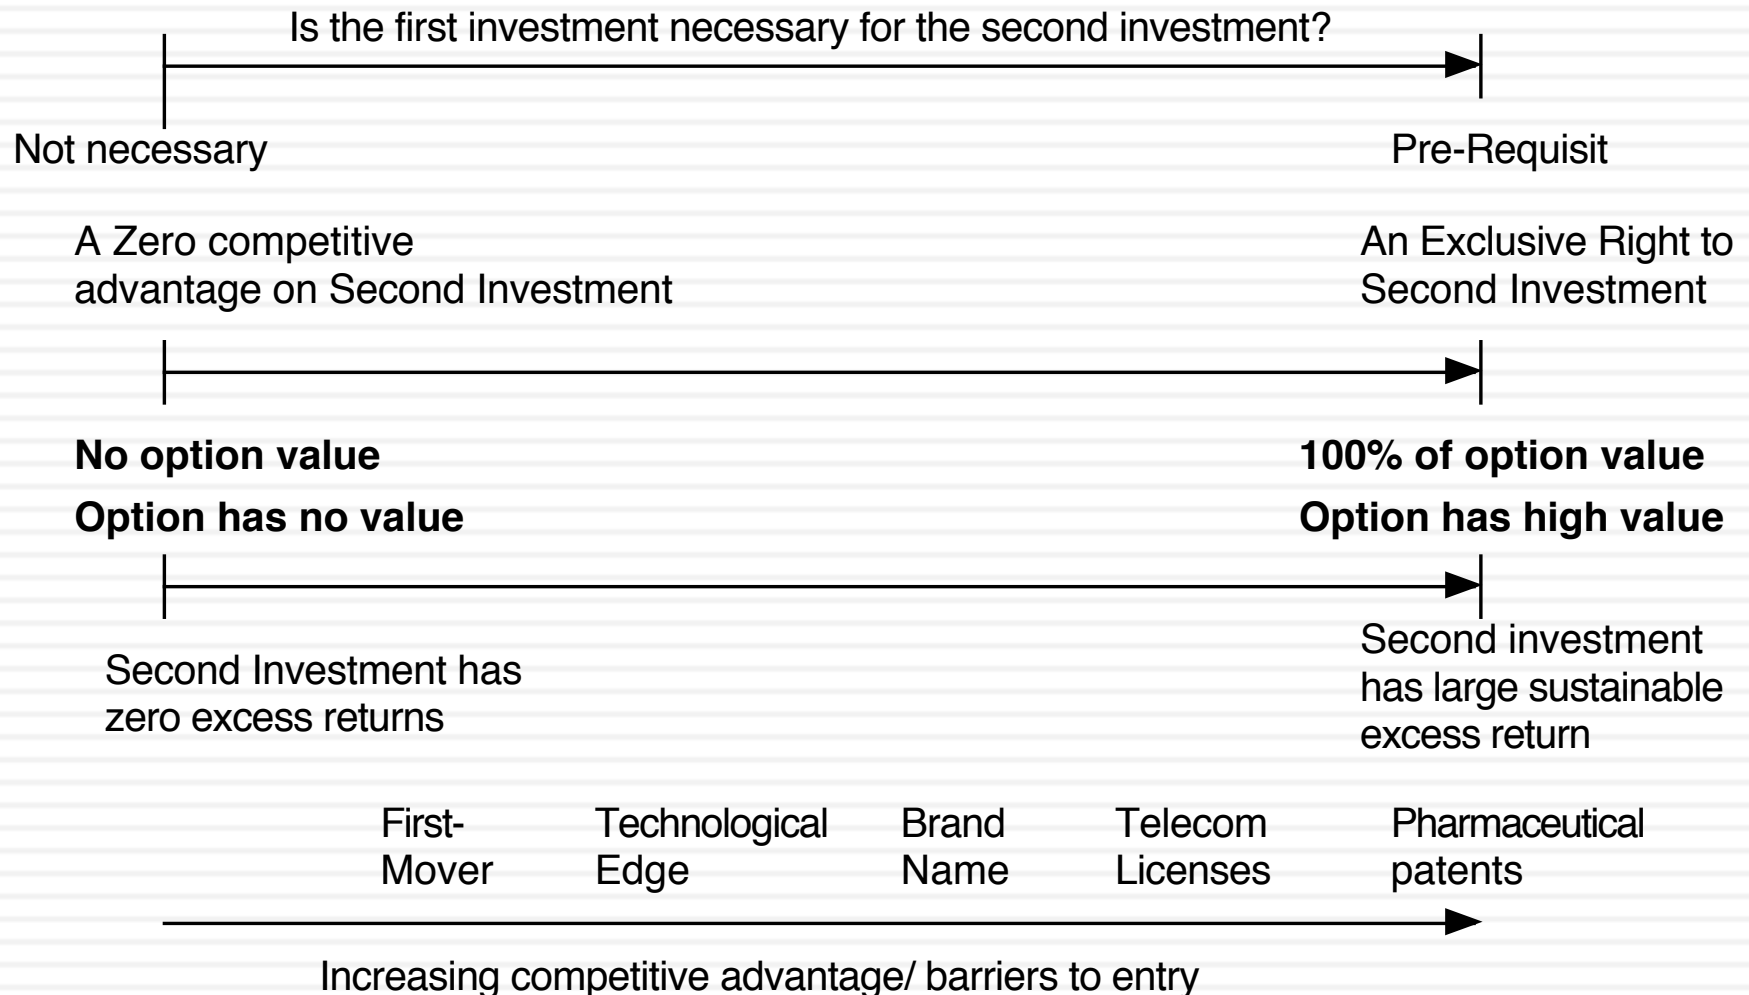 Is the first investment necessary for the second investment?
Not necessary
Pre-Requisit
A Zero competitive
advantage on Second Investment
An Exclusive Right to
Second Investment
No option value
100% of option value
Option has no value
Option has high value
Second Investment has
zero excess returns
Second investment
has large sustainable
excess return
First-
Mover
Technological
Edge
Brand
Name
Telecom
Licenses
Pharmaceutical
patents
Increasing competitive advantage/ barriers to entry